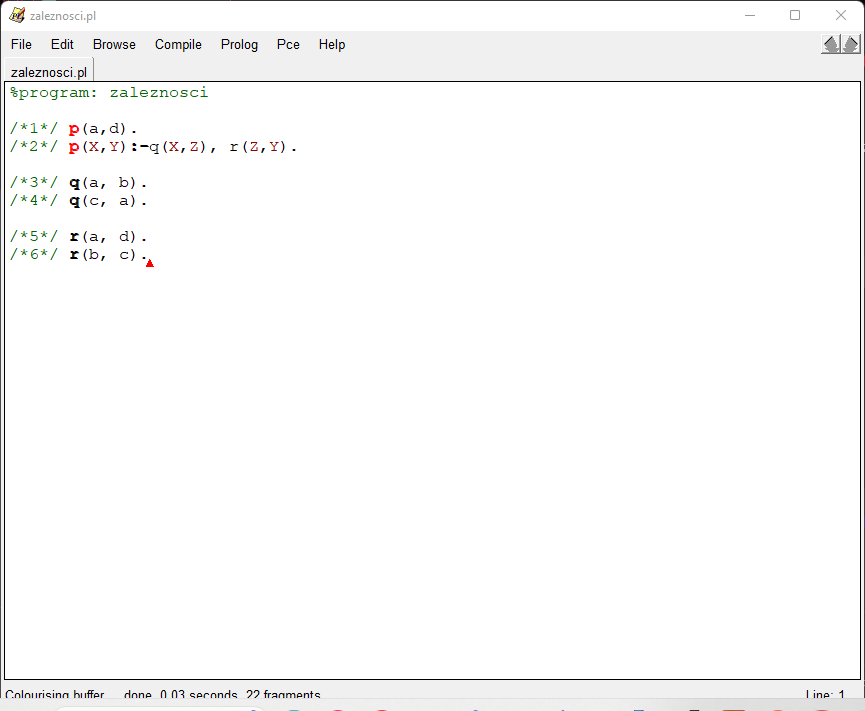 zaleznosci.pl
File Edit Browse Compile Prolog Pce Help
zaleznosci.pl
%program: zaleznosci
/*1*/ p(a,d).
/*2*/ p(X,Y):-q(X,Z), r(Z,Y).
/*3*/ q(a, b).
/*4*/ q(c, a).
/*5*/ r(a, d).
/*6*/ r(b, c).
Colourising buffer ... done, 0.03 seconds, 22 fragments
Line: 1